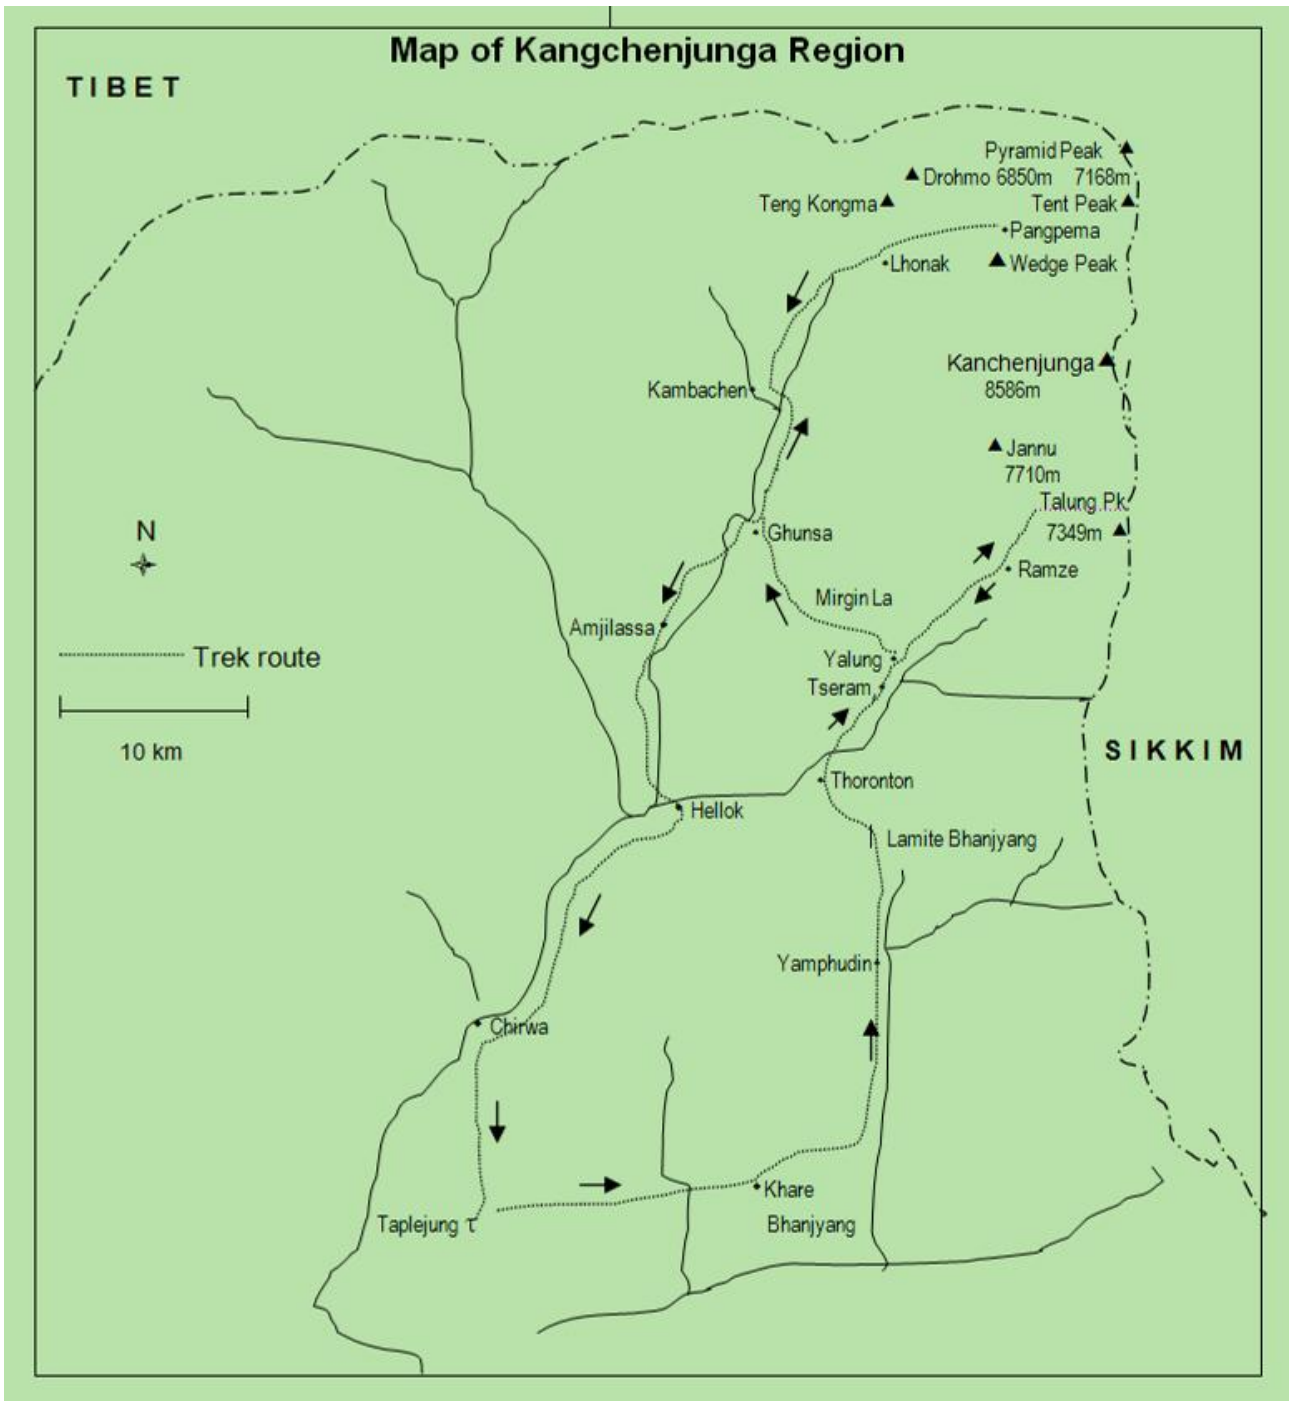 Map of Kangchenjunga Region
TIBET
Pyramid Peak
Drohmo 6850m 7168m
Teng Kongma Tent Peak
Pangpema
Lhonak Wedge Peak
Kanchenjunga
8586m
Kambachen
Jannu
7710m
Talung Pk
N
Ghunsa 7349m
Ramze
Mirgin La
Amjilassa
Trek route Yalung
Tseram
10 km SIKKIM
Thoronton
Hellok
Lamite Bhanjyang
Yamphudin
Chirwa
Khare
Taplejung τ Bhanjyang